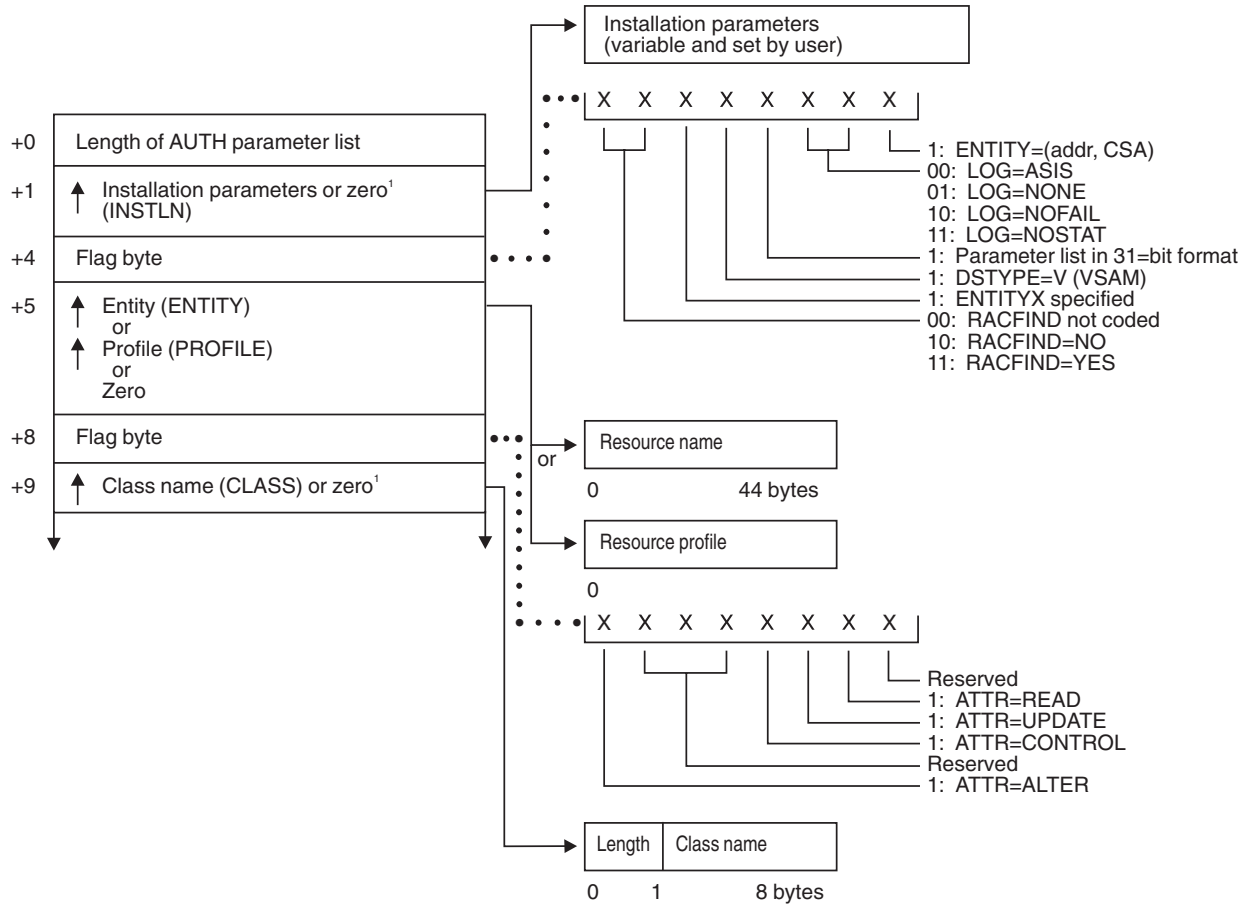 Installation parameters
(variable and set by user)
X X X X X X X X
+0 Length of AUTH parameter list
+1 Installation parameters or zero¹
(INSTLN)
+4 Flag byte
+5 Entity (ENTITY)
or
Profile (PROFILE)
or
Zero
+8 Flag byte
+9 Class name (CLASS) or zero¹
1: ENTITY=(addr, CSA)
00: LOG=ASIS
01: LOG=NONE
10: LOG=NOFAIL
11: LOG=NOSTAT
1: Parameter list in 31=bit format
1: DSTYPE=V (VSAM)
1: ENTITYX specified
00: RACFIND not coded
10: RACFIND=NO
11: RACFIND=YES
or
Resource name
0 44 bytes
Resource profile
0
X X X X X X X X
Reserved
1: ATTR=READ
1: ATTR=UPDATE
1: ATTR=CONTROL
Reserved
1: ATTR=ALTER
Length Class name
0 1 8 bytes